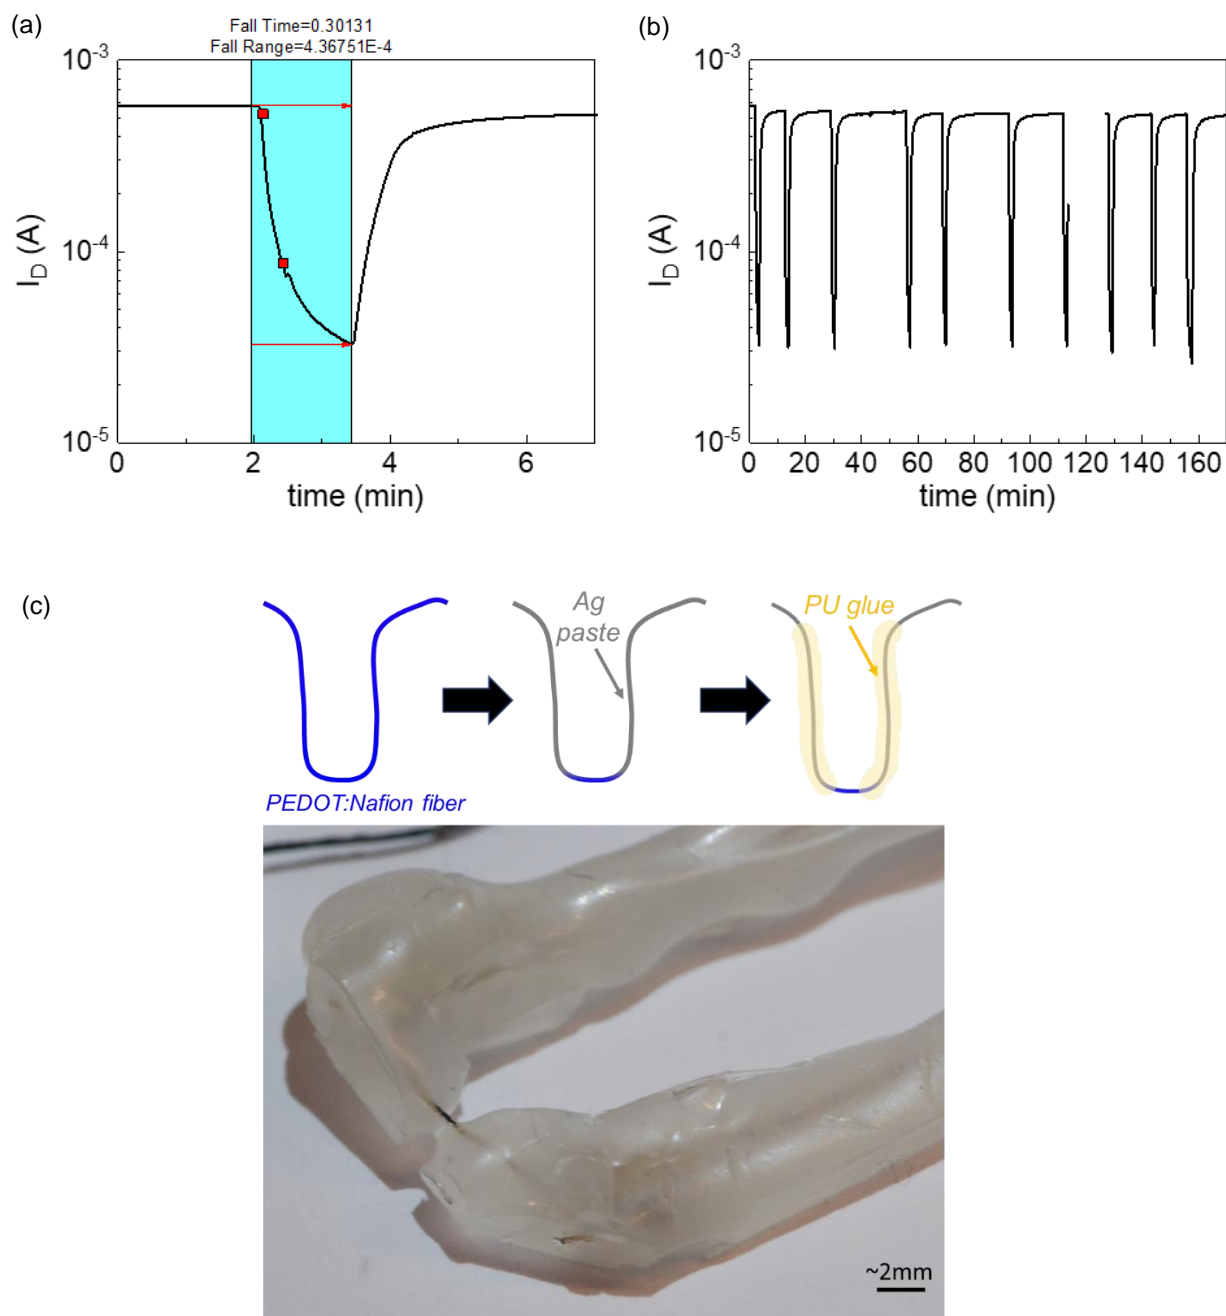 (a)
Fall Time=0.30131
Fall Range=4.36751E-4
10⁻³
10⁻⁴
10⁻⁵
I_D (A)
0 2 4 6
time (min)
(b)
10⁻³
10⁻⁴
10⁻⁵
I_D (A)
0 20 40 60 80 100 120 140 160
time (min)
(c)
PEDOT:Nafion fiber
Ag
paste
PU glue
~2mm